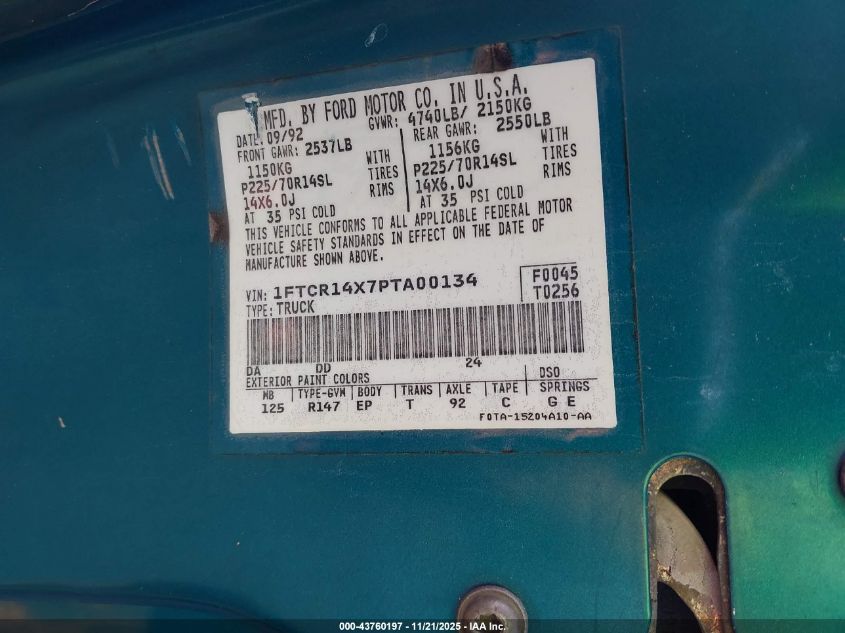 MFD. BY FORD MOTOR CO. IN U.S.A.
DATE: 09/92 GVWR: 4740LB/ 2150KG
FRONT GAWR: 2537LB REAR GAWR: 2550LB
1150KG WITH 1156KG WITH
P225/70R14SL TIRES P225/70R14SL TIRES
14X6.0J RIMS 14X6.0J RIMS
AT 35 PSI COLD AT 35 PSI COLD
THIS VEHICLE CONFORMS TO ALL APPLICABLE FEDERAL MOTOR
VEHICLE SAFETY STANDARDS IN EFFECT ON THE DATE OF
MANUFACTURE SHOWN ABOVE.
VIN: 1FTCR14X7PTA00134 F0045
TYPE: TRUCK T0256
DA DD 24
EXTERIOR PAINT COLORS DSO
WB TYPE-GVM BODY TRANS AXLE TAPE SPRINGS
125 R147 EP T 92 C G E
F0TA-15204A10-AA
000-43760197 - 11/21/2025 - IAA Inc.